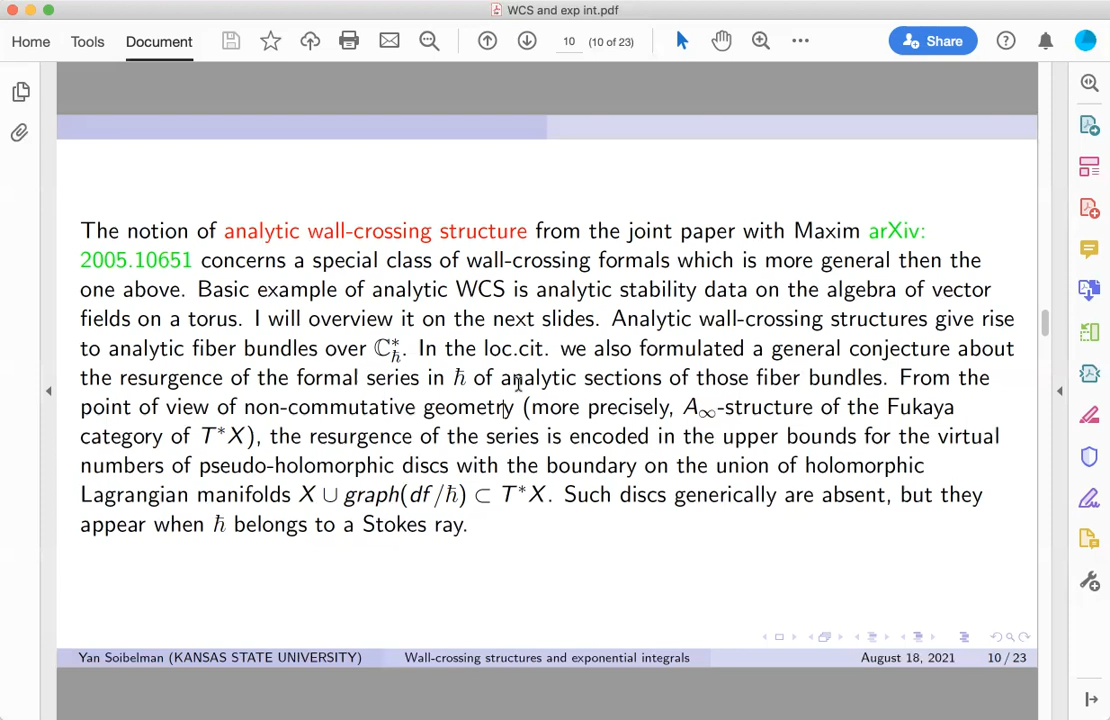 WCS and exp int.pdf
Home Tools Document 10 (10 of 23) Share
The notion of analytic wall-crossing structure from the joint paper with Maxim arXiv:
2005.10651 concerns a special class of wall-crossing formals which is more general then the
one above. Basic example of analytic WCS is analytic stability data on the algebra of vector
fields on a torus. I will overview it on the next slides. Analytic wall-crossing structures give rise
to analytic fiber bundles over ℂ*ℏ. In the loc.cit. we also formulated a general conjecture about
the resurgence of the formal series in ℏ of analytic sections of those fiber bundles. From the
point of view of non-commutative geometry (more precisely, A∞-structure of the Fukaya
category of T*X), the resurgence of the series is encoded in the upper bounds for the virtual
numbers of pseudo-holomorphic discs with the boundary on the union of holomorphic
Lagrangian manifolds X ∪ graph(df/ℏ) ⊂ T*X. Such discs generically are absent, but they
appear when ℏ belongs to a Stokes ray.
Yan Soibelman (KANSAS STATE UNIVERSITY) Wall-crossing structures and exponential integrals August 18, 2021 10 / 23